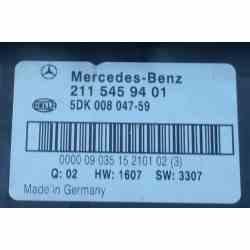 Mercedes-Benz
211 545 94 01
HELLA
5DK 008 047-59
0000 09 035 15 2101 02 (3)
Q: 02 HW: 1607 SW: 3307
Made in Germany